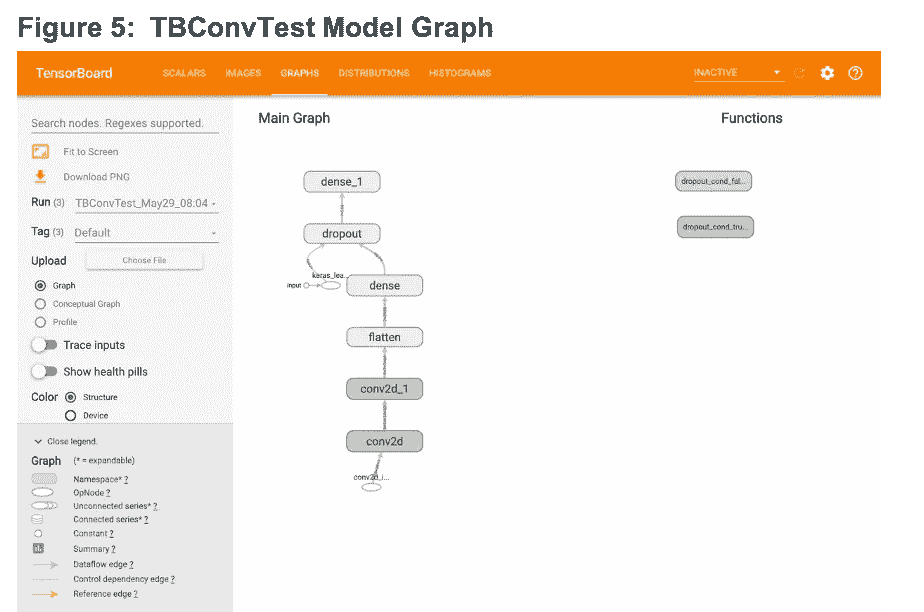 Figure 5: TBConvTest Model Graph
TensorBoard SCALARS IMAGES GRAPHS DISTRIBUTIONS HISTOGRAMS INACTIVE
Search nodes. Regexes supported.
Fit to Screen
Download PNG
Run (3) TBConvTest_May29_08:04
Tag (3) Default
Upload Choose File
Graph
Conceptual Graph
Profile
Trace inputs
Show health pills
Color Structure
Device
Close legend.
Graph (* = expandable)
Namespace* ?
OpNode ?
Unconnected series* ?
Connected series* ?
Constant ?
Summary ?
Dataflow edge ?
Control dependency edge ?
Reference edge ?
Main Graph
dense_1
dropout
keras_lea...
input
dense
flatten
conv2d_1
conv2d
conv2d_i...
Functions
dropout_cond_fal...
dropout_cond_tru...